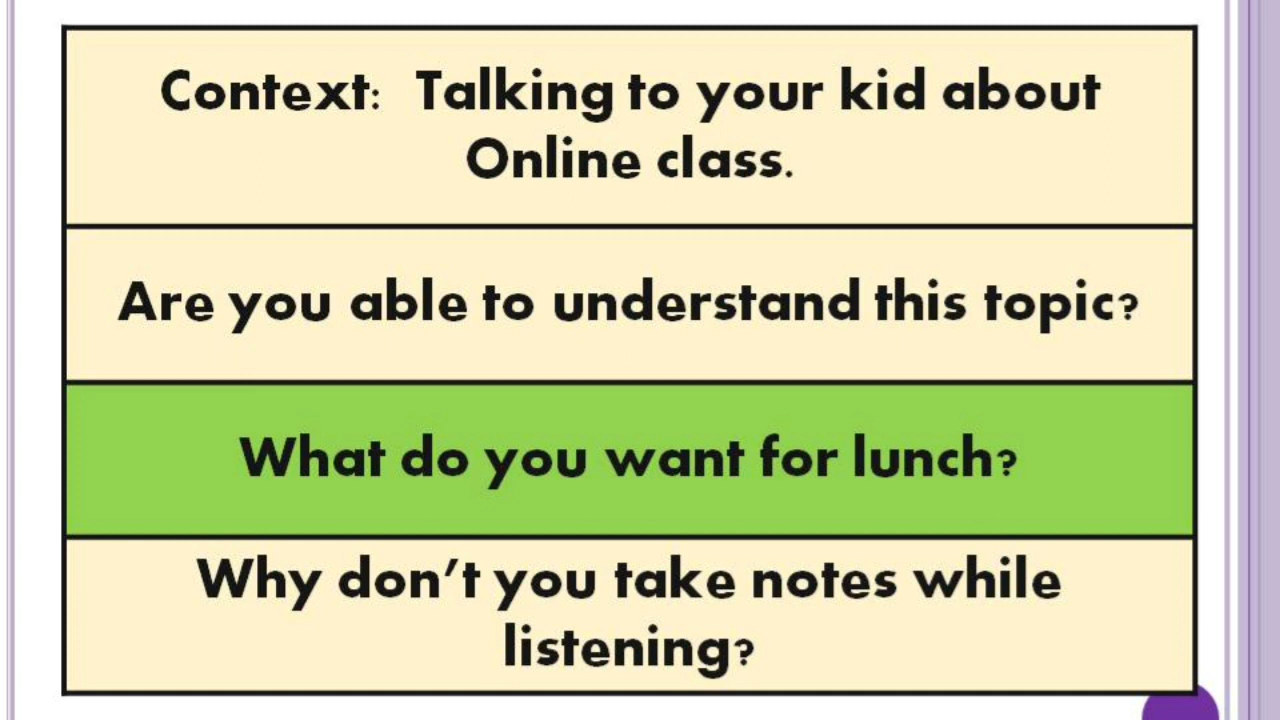 Context:  Talking to your kid about
Online class.
Are you able to understand this topic?
What do you want for lunch?
Why don't you take notes while
listening?